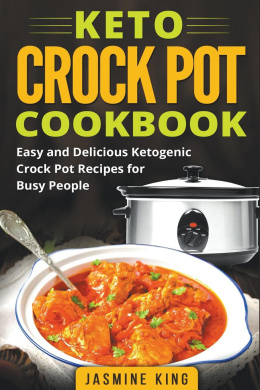 KETO
CROCK POT
COOKBOOK
Easy and Delicious Ketogenic
Crock Pot Recipes for
Busy People
JASMINE KING